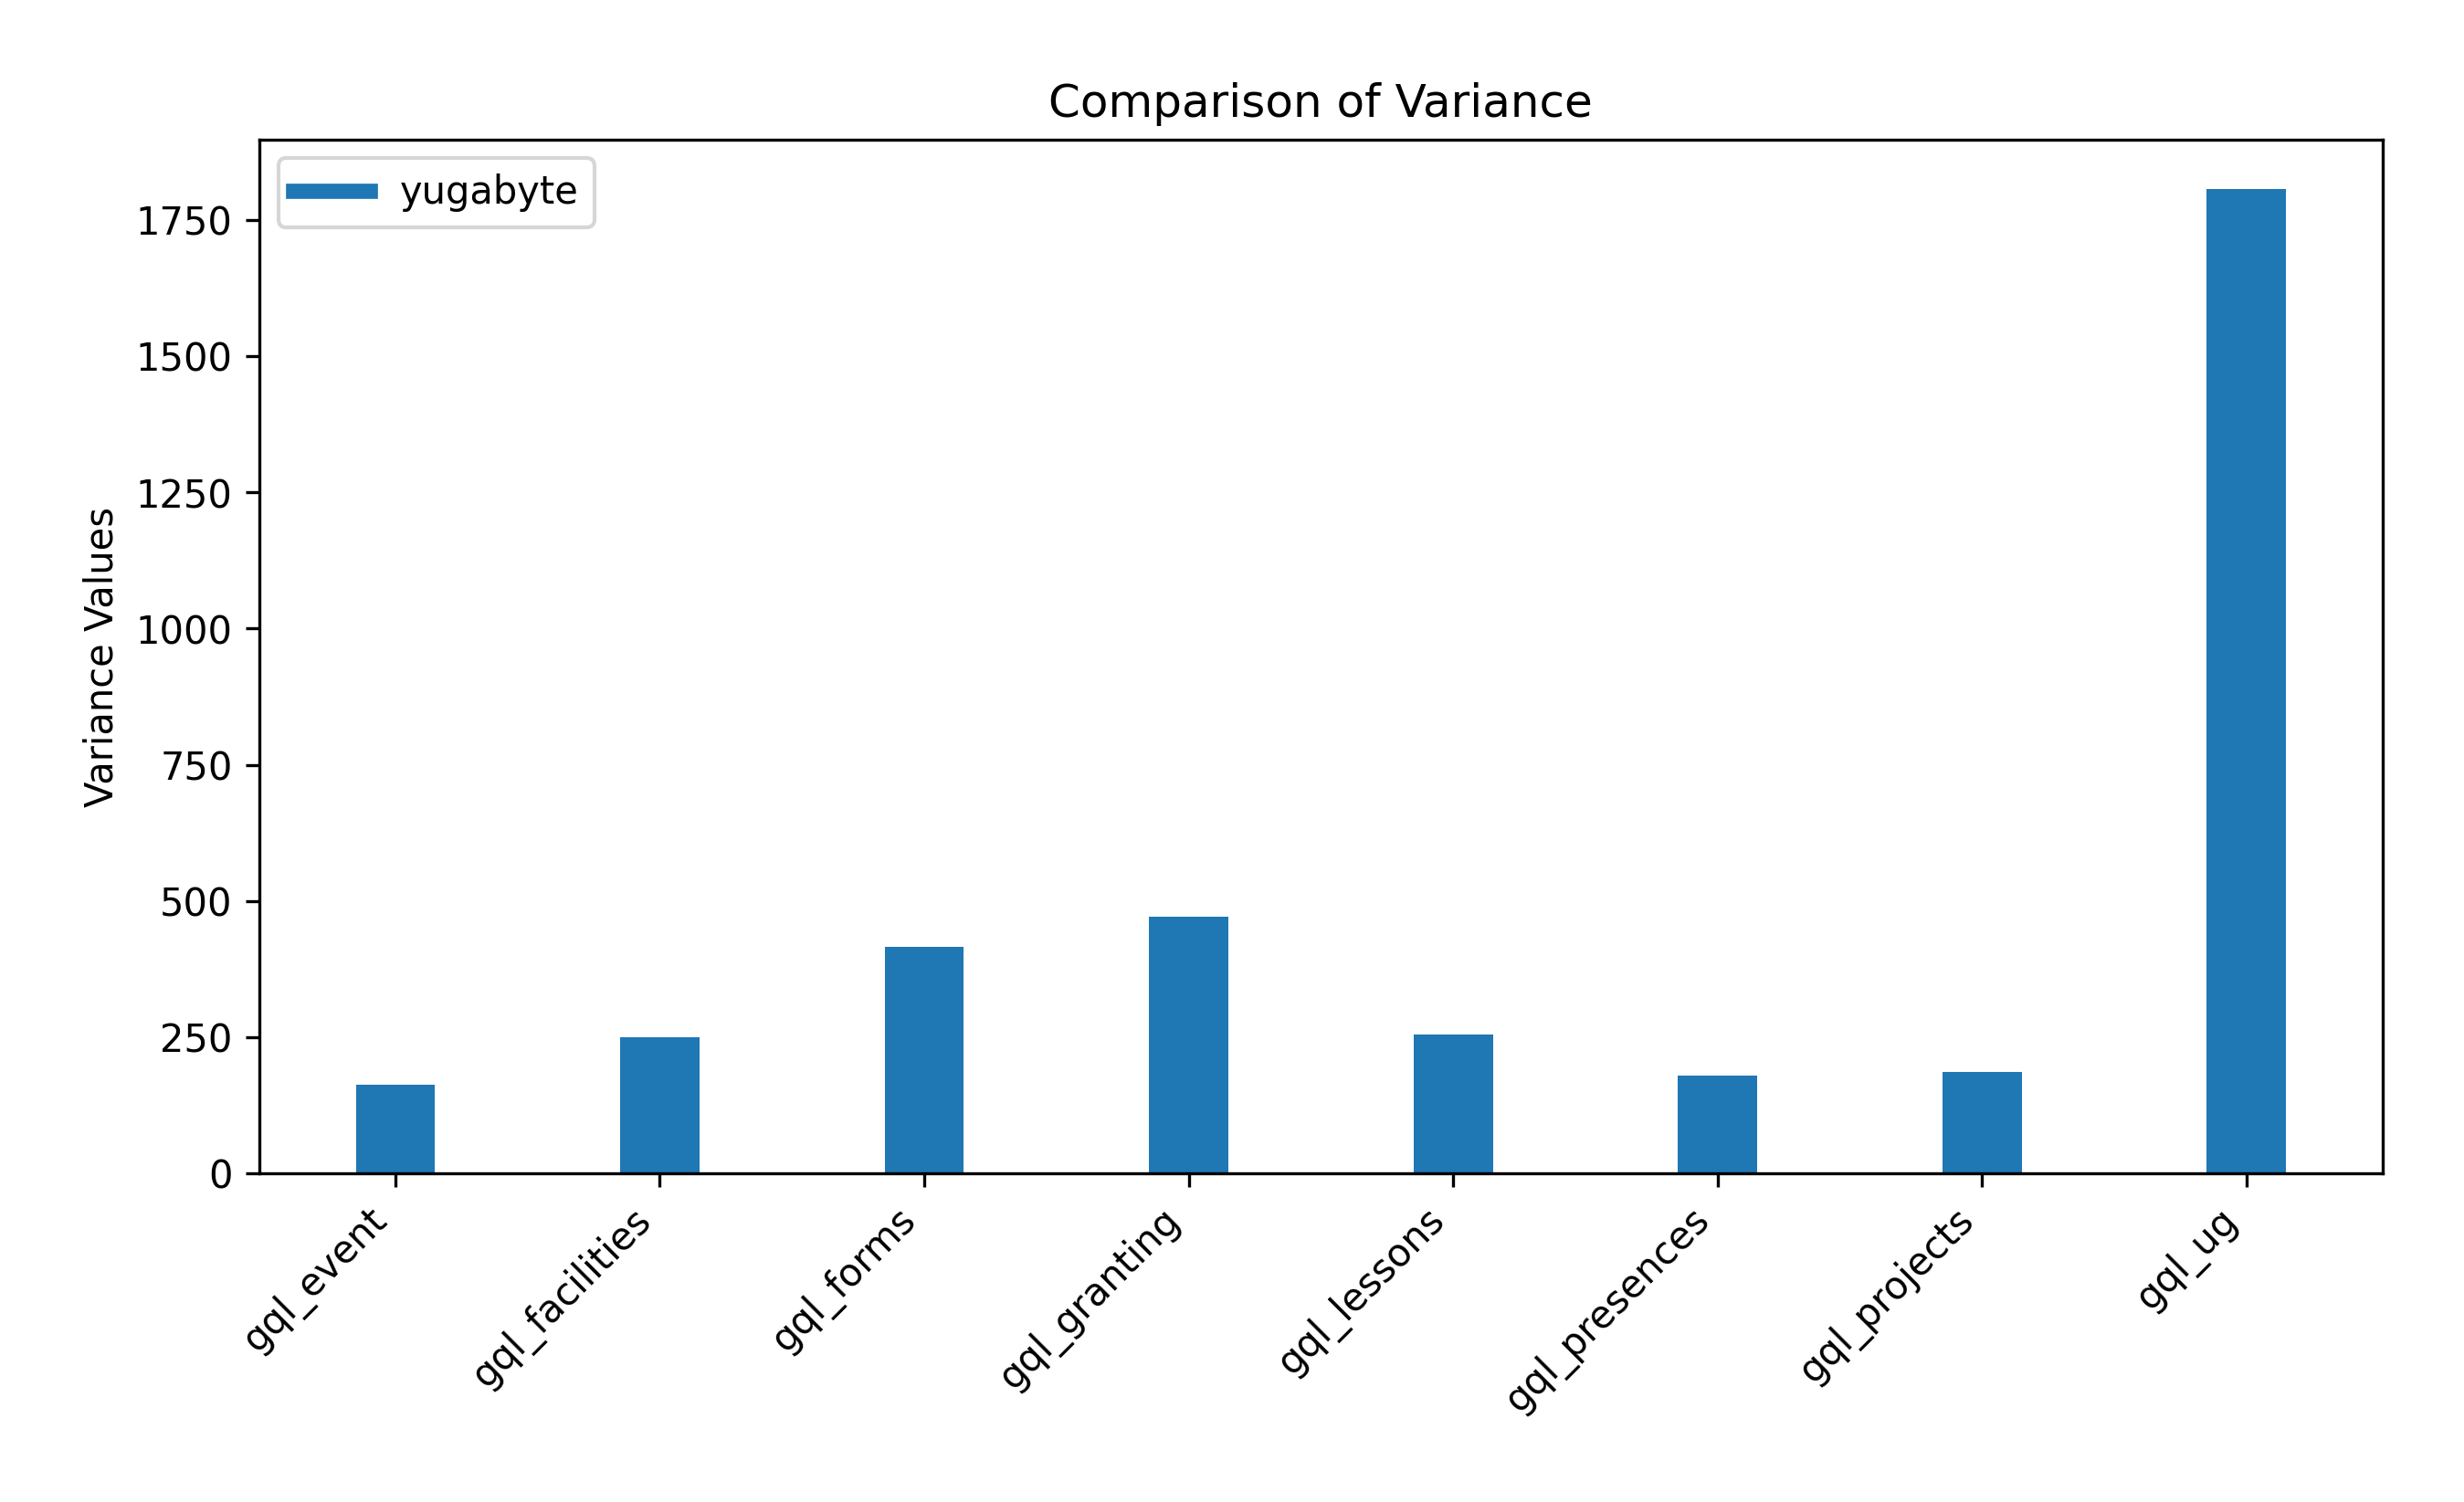 Comparison of Variance
yugabyte
Variance Values
1750
1500
1250
1000
750
500
250
0
gql_event
gql_facilities
gql_forms
gql_granting
gql_lessons
gql_presences
gql_projects
gql_ug